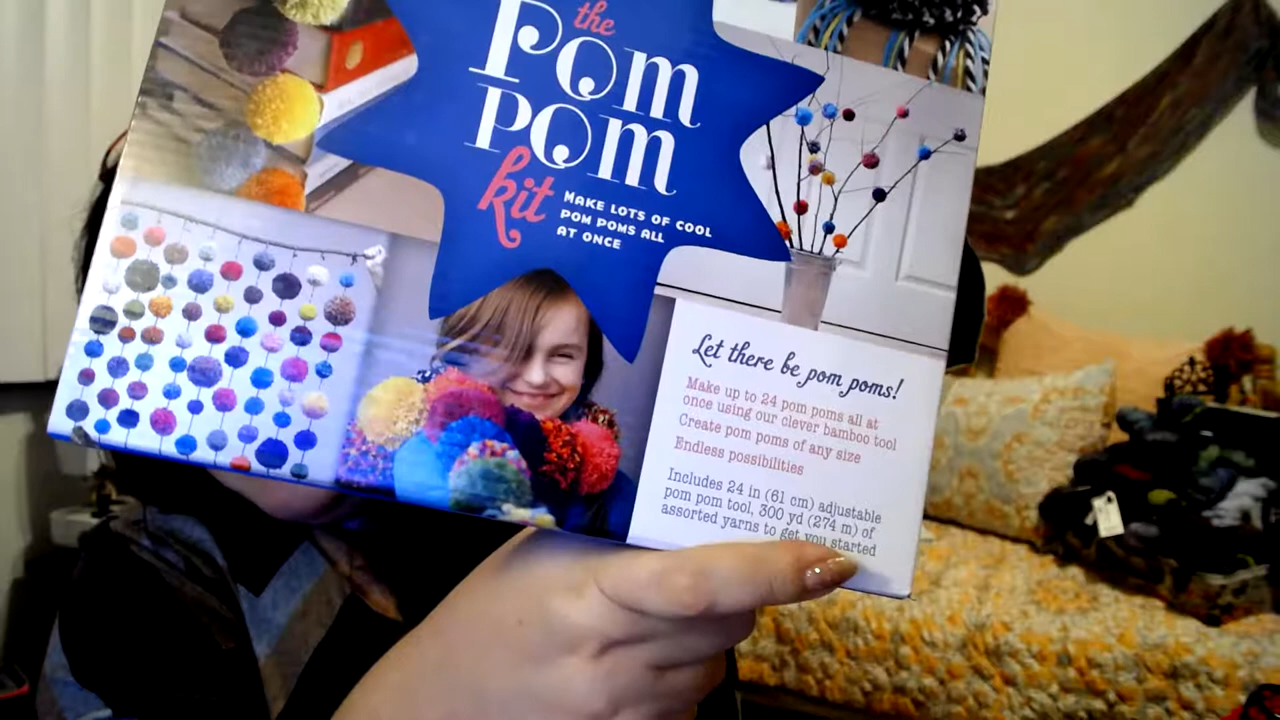 the
Pom
Pom
kit
MAKE LOTS OF COOL
POM POMS ALL
AT ONCE
Let there be pom poms!
Make up to 24 pom poms all at
once using our clever bamboo tool
Create pom poms of any size
Endless possibilities
Includes 24 in (61 cm) adjustable
pom pom tool, 300 yd (274 m) of
assorted yarns to get you started